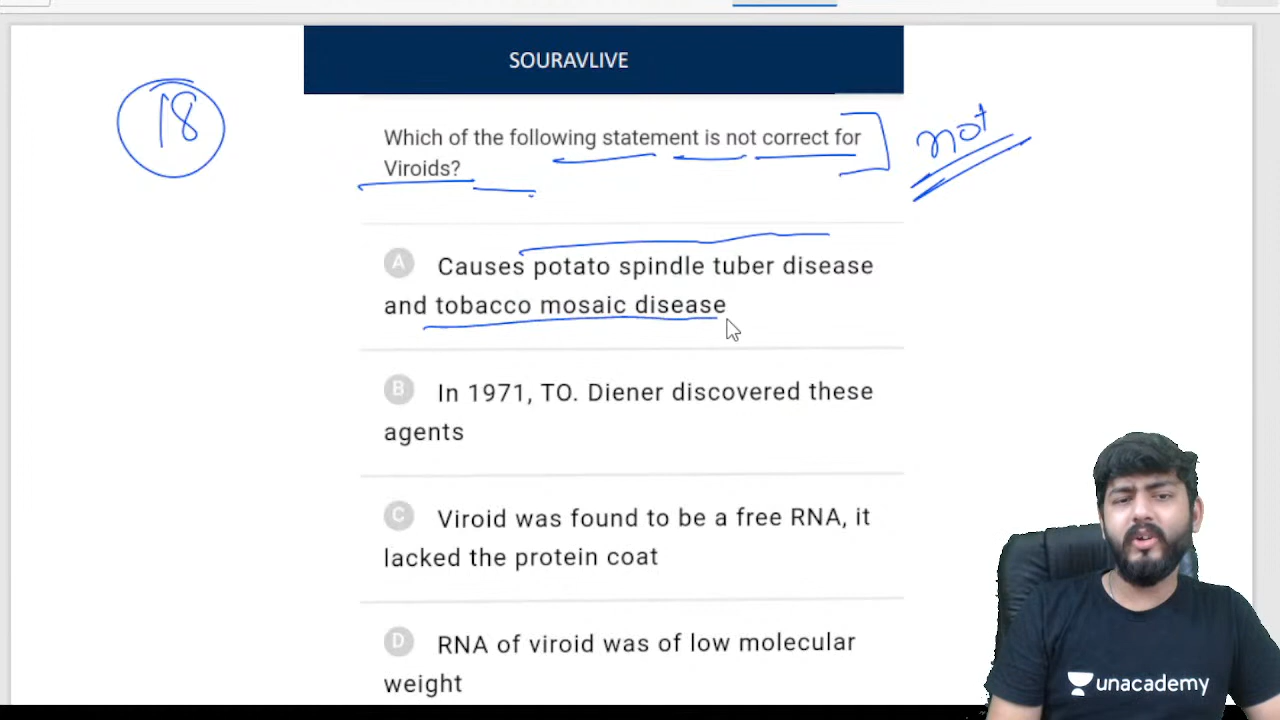 SOURAVLIVE
18
Which of the following statement is not correct for
Viroids?
not
A Causes potato spindle tuber disease
and tobacco mosaic disease
B In 1971, TO. Diener discovered these
agents
C Viroid was found to be a free RNA, it
lacked the protein coat
D RNA of viroid was of low molecular
weight
unacademy